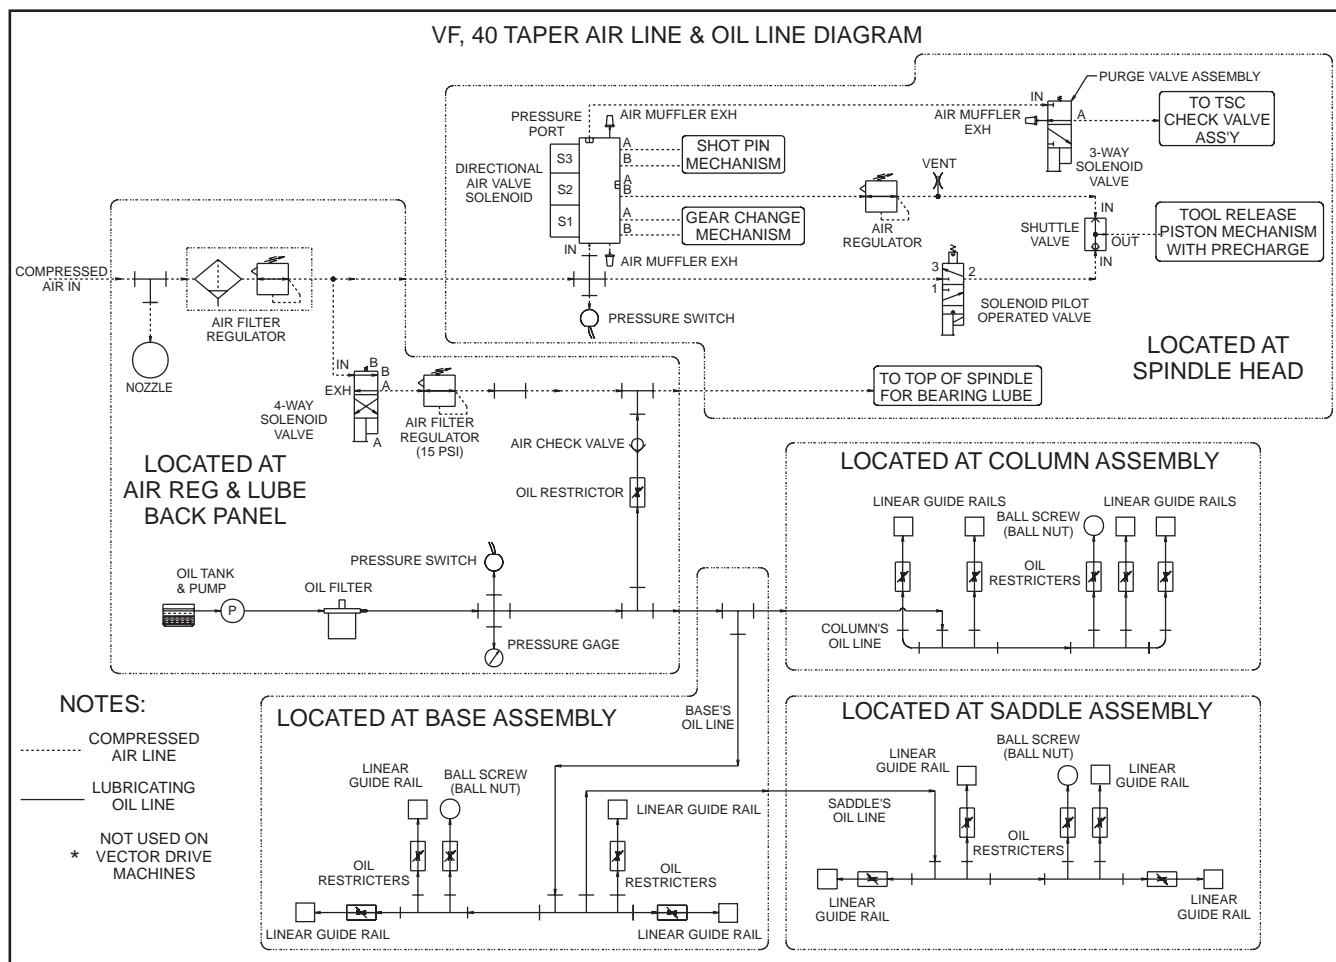 VF, 40 TAPER AIR LINE & OIL LINE DIAGRAM
PURGE VALVE ASSEMBLY
IN
AIR MUFFLER EXH
AIR MUFFLER
EXH
A
TO TSC
CHECK VALVE
ASS'Y
3-WAY
SOLENOID
VALVE
PRESSURE
PORT
DIRECTIONAL
AIR VALVE
SOLENOID
S3
S2
S1
A
B
A
B
A
B
SHOT PIN
MECHANISM
GEAR CHANGE
MECHANISM
IN
AIR MUFFLER EXH
VENT
AIR
REGULATOR
IN
SHUTTLE
VALVE
OUT
IN
TOOL RELEASE
PISTON MECHANISM
WITH PRECHARGE
3
2
1
SOLENOID PILOT
OPERATED VALVE
PRESSURE SWITCH
LOCATED AT
SPINDLE HEAD
COMPRESSED
AIR IN
AIR FILTER
REGULATOR
NOZZLE
IN
B
B
A
EXH
4-WAY
SOLENOID
VALVE
A
AIR FILTER
REGULATOR
(15 PSI)
TO TOP OF SPINDLE
FOR BEARING LUBE
AIR CHECK VALVE
OIL RESTRICTOR
LOCATED AT
AIR REG & LUBE
BACK PANEL
PRESSURE SWITCH
OIL TANK
& PUMP
P
OIL FILTER
PRESSURE GAGE
LOCATED AT COLUMN ASSEMBLY
LINEAR GUIDE RAILS
BALL SCREW
(BALL NUT)
LINEAR GUIDE RAILS
OIL
RESTRICTERS
COLUMN'S
OIL LINE
NOTES:
COMPRESSED
AIR LINE
LUBRICATING
OIL LINE
* NOT USED ON
VECTOR DRIVE
MACHINES
LOCATED AT BASE ASSEMBLY
BASE'S
OIL LINE
LINEAR
GUIDE RAIL
BALL SCREW
(BALL NUT)
LINEAR GUIDE RAIL
OIL
RESTRICTERS
OIL
RESTRICTERS
LINEAR GUIDE RAIL
LINEAR GUIDE RAIL
LOCATED AT SADDLE ASSEMBLY
LINEAR
GUIDE RAIL
BALL SCREW
(BALL NUT)
LINEAR
GUIDE RAIL
SADDLE'S
OIL LINE
OIL
RESTRICTERS
LINEAR
GUIDE RAIL
LINEAR
GUIDE RAIL